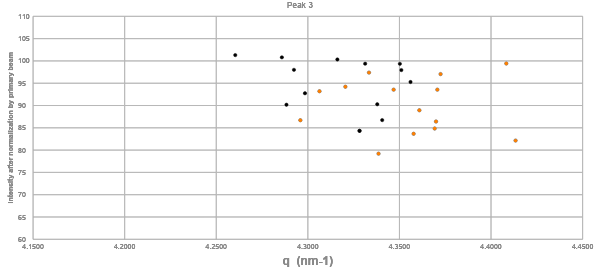 Peak 3
Intensity after normalization by primary beam
110
105
100
95
90
85
80
75
70
65
60
4.1500 4.2000 4.2500 4.3000 4.3500 4.4000 4.4500
q (nm-1)